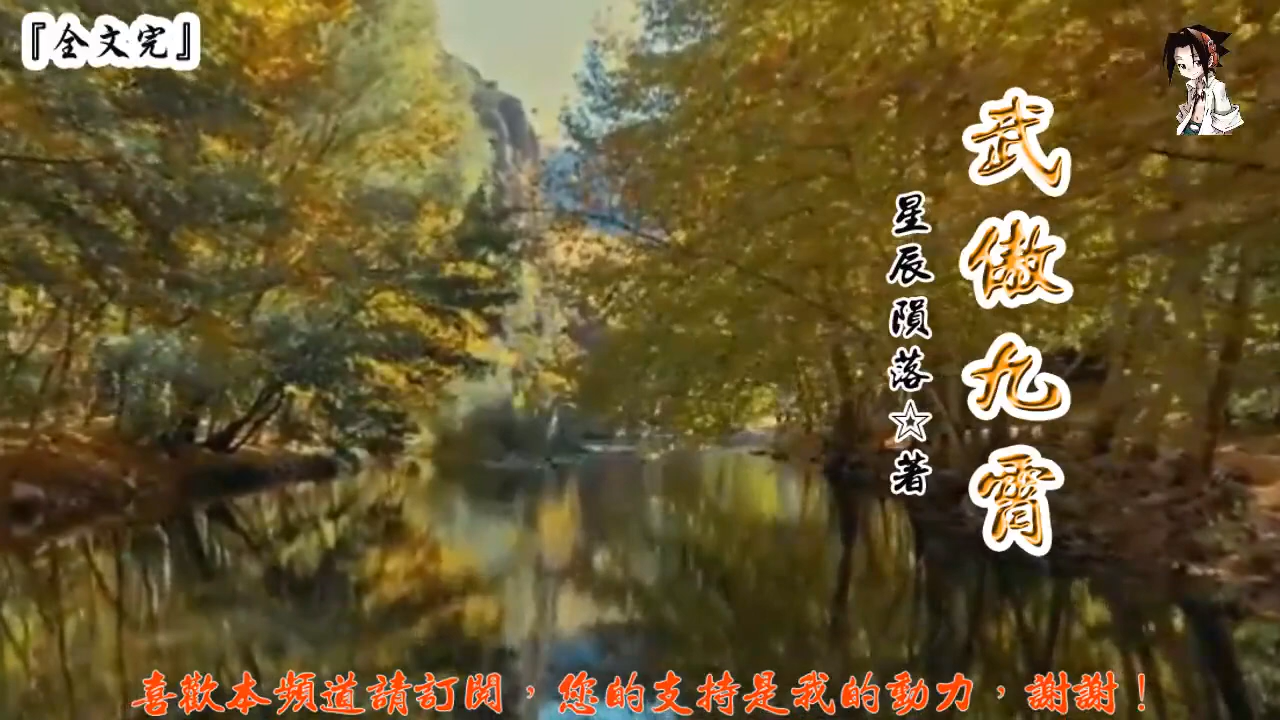 『全文完』
武傲九霄
星辰隕落☆著
喜歡本頻道請訂閱，您的支持是我的動力，謝謝！